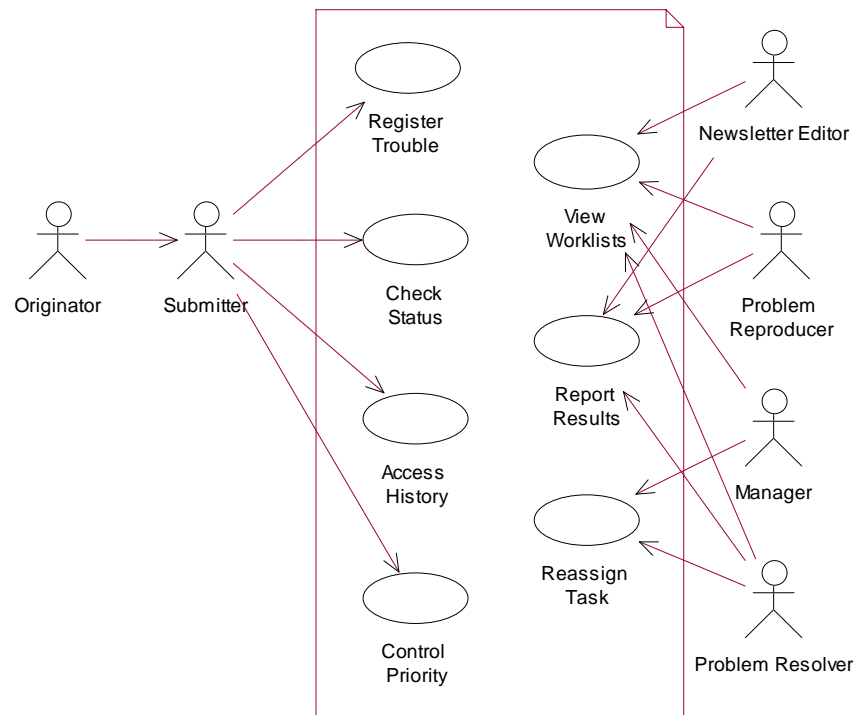 Register
Trouble
Newsletter Editor
View
Worklists
Originator
Submitter
Check
Status
Problem
Reproducer
Report
Results
Access
History
Manager
Reassign
Task
Control
Priority
Problem Resolver